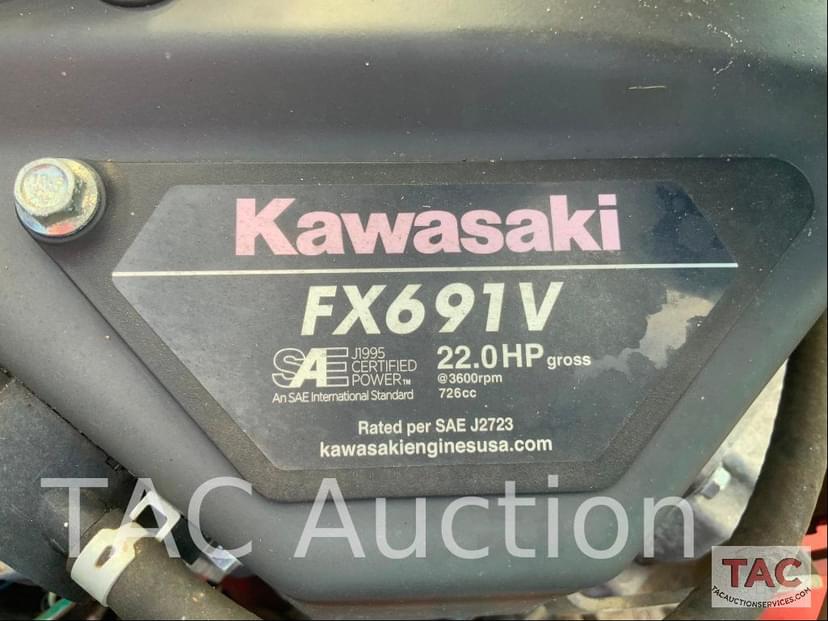 Kawasaki
FX691V
SAE J1995 CERTIFIED POWER™
An SAE International Standard
22.0 HP gross
@3600rpm
726cc
Rated per SAE J2723
kawasakienginesusa.com
TAC Auction
TAC
TACAUCTIONSERVICES.COM